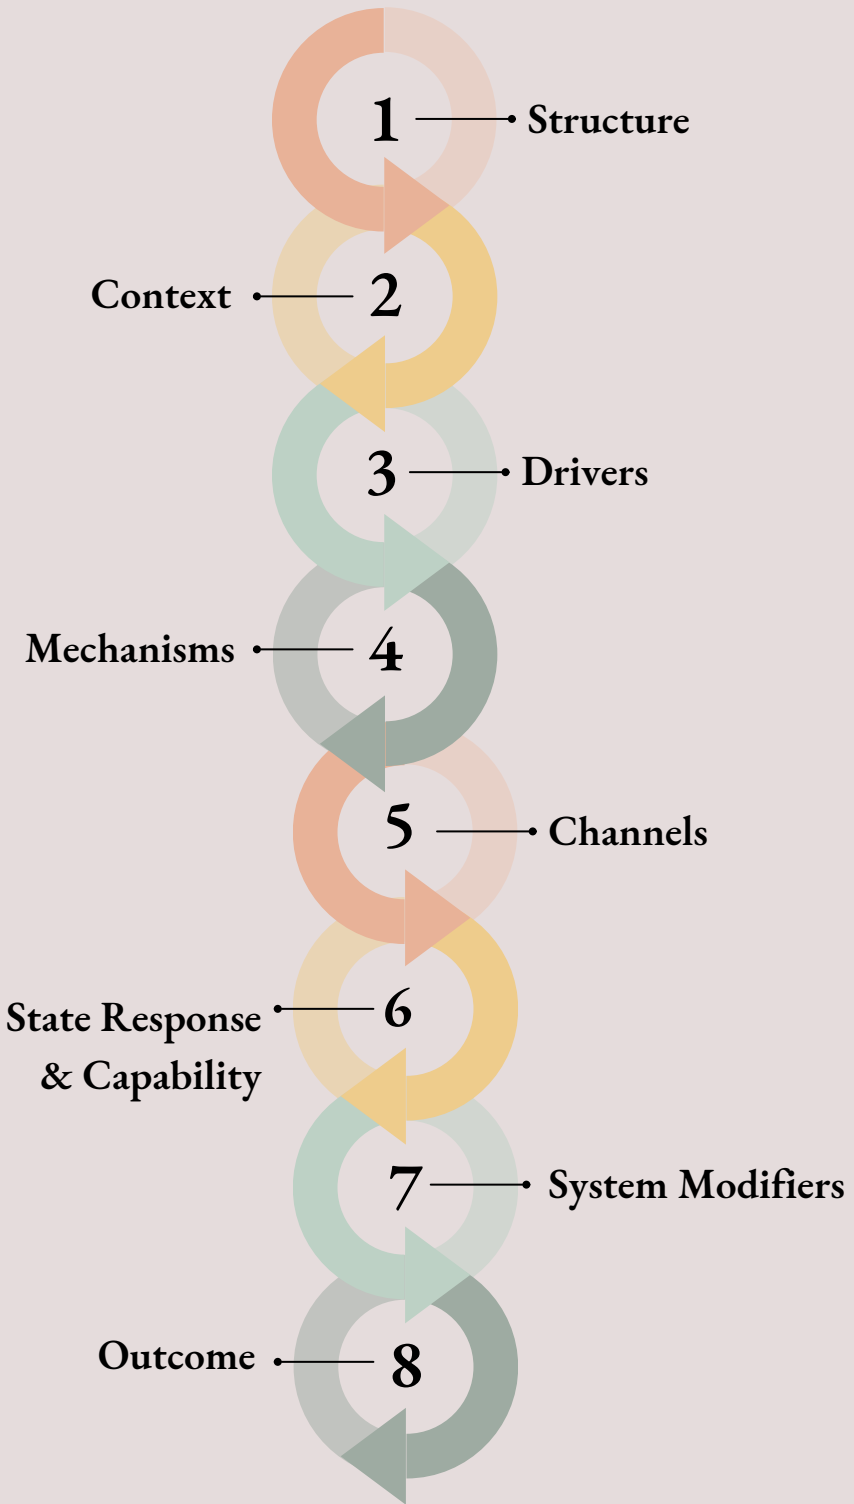 1
Structure
Context
2
3
Drivers
Mechanisms
4
5
Channels
State Response
& Capability
6
7
System Modifiers
Outcome
8